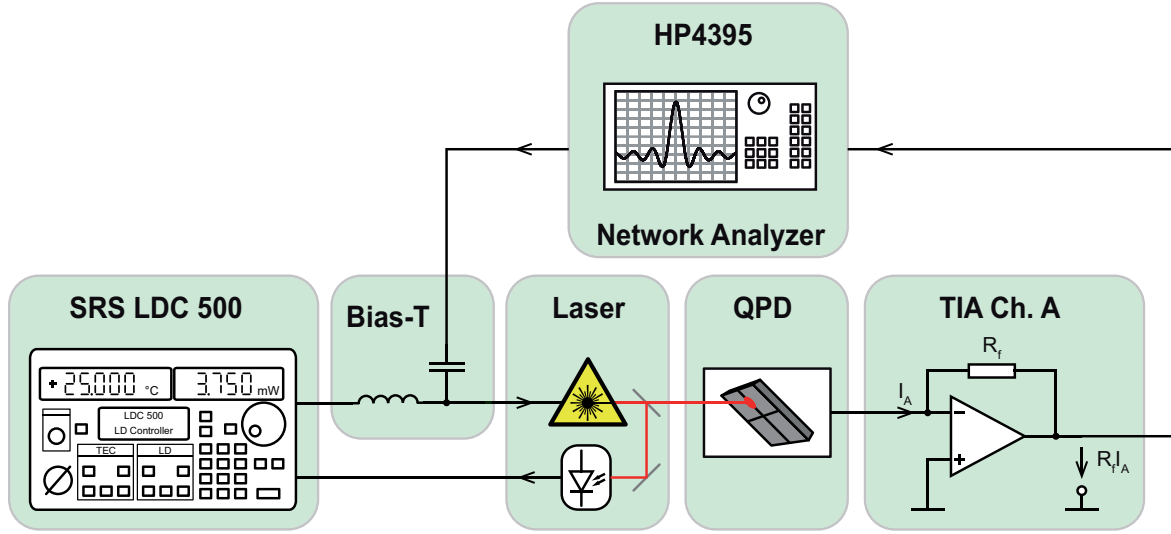 HP4395
Network Analyzer
SRS LDC 500
+25.000 °C
3.750 mW
LDC 500
LD Controller
TEC
LD
Bias-T
Laser
QPD
TIA Ch. A
R_f
I_A
−
+
R_f I_A